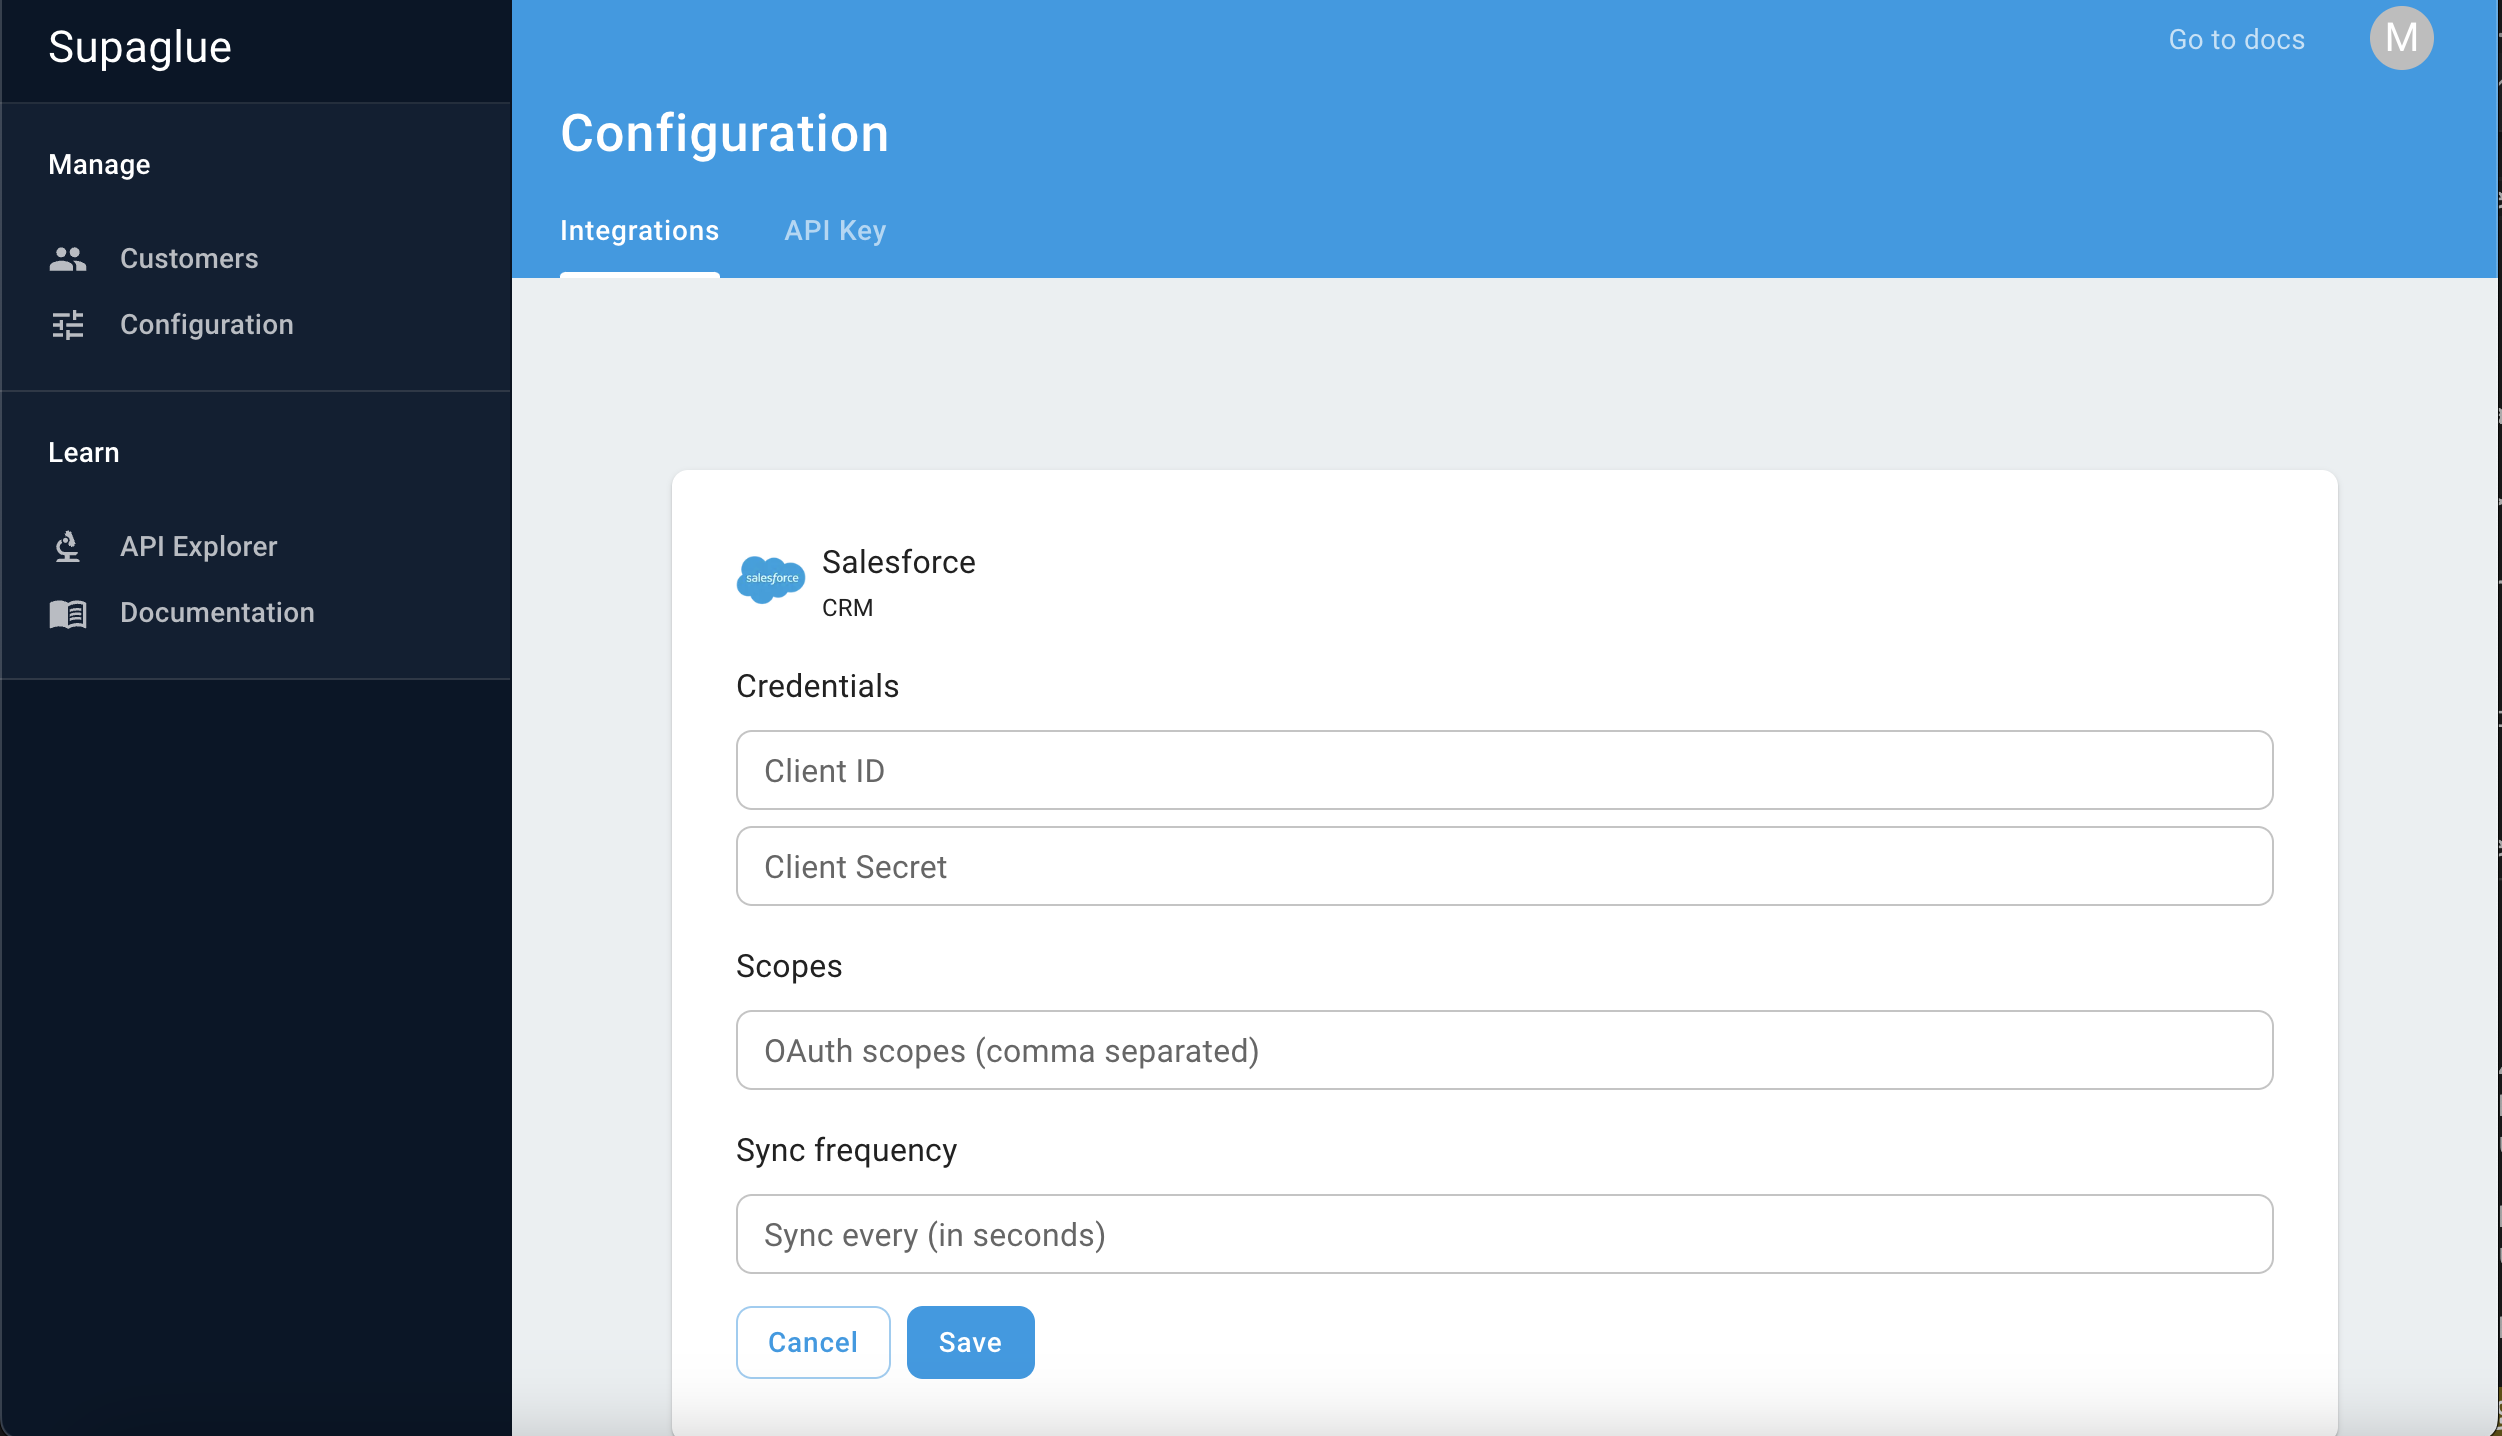 Supaglue
Manage
Customers
Configuration
Learn
API Explorer
Documentation
Go to docs
M
Configuration
Integrations
API Key
salesforce
Salesforce
CRM
Credentials
Client ID
Client Secret
Scopes
OAuth scopes (comma separated)
Sync frequency
Sync every (in seconds)
Cancel
Save